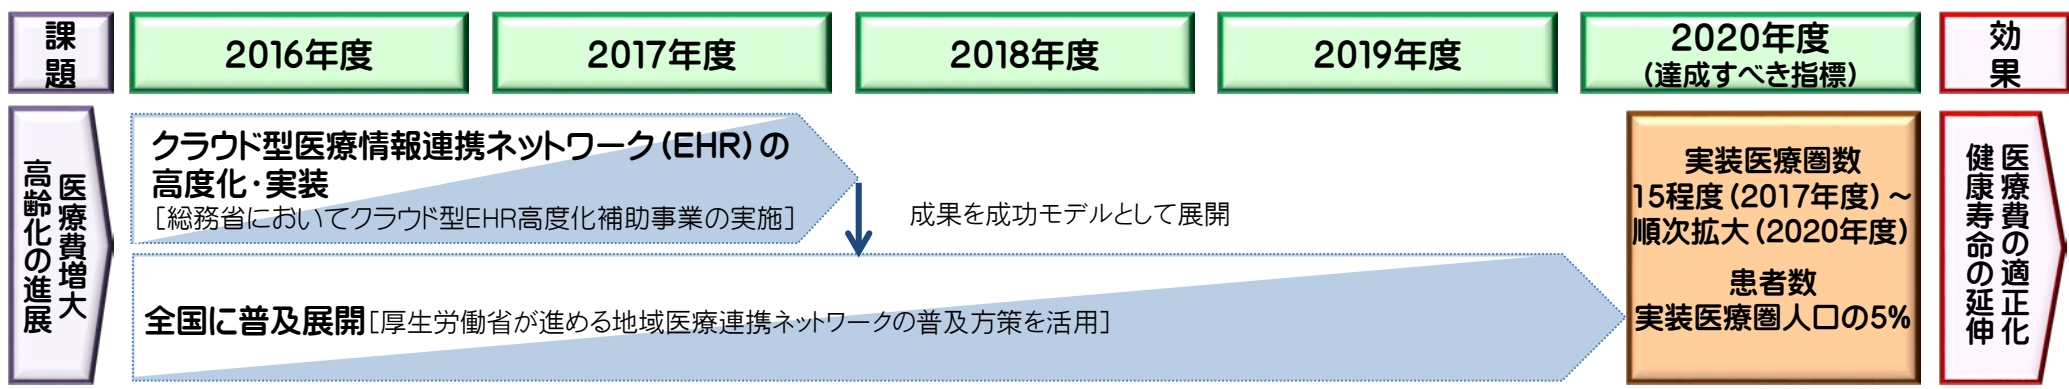 課題
2016年度
2017年度
2018年度
2019年度
2020年度
(達成すべき指標)
効果
医療費増大
高齢化の進展
クラウド型医療情報連携ネットワーク(EHR)の
高度化・実装
[総務省においてクラウド型EHR高度化補助事業の実施]
成果を成功モデルとして展開
全国に普及展開[厚生労働省が進める地域医療連携ネットワークの普及方策を活用]
実装医療圏数
15程度(2017年度)~
順次拡大(2020年度)
患者数
実装医療圏人口の5%
医療費の適正化
健康寿命の延伸